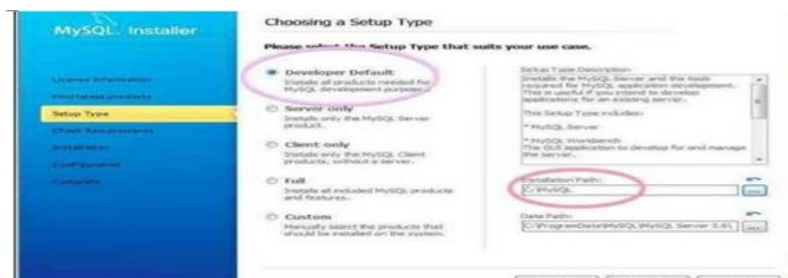 MySQL. Installer
Choosing a Setup Type
Please select the Setup Type that suits your use case.
License Information
Find latest products
Setup Type
Check Requirements
Installation
Configuration
Complete
Developer Default
Installs all products needed for
MySQL development purposes.
Server only
Installs only the MySQL Server
product.
Client only
Installs only the MySQL Client
products, without a server.
Full
Installs all included MySQL products
and features.
Custom
Manually select the products that
should be installed on the system.
Setup Type Description:
Installs the MySQL Server and the tools
required for MySQL application development.
This is useful if you intend to develop
applications for an existing server.
This Setup Type includes:
* MySQL Server
* MySQL Workbench
The GUI application to develop for and manage
the server.
Installation Path:
C:\MySQL
...
Data Path:
C:\ProgramData\MySQL\MySQL Server 5.6\
...